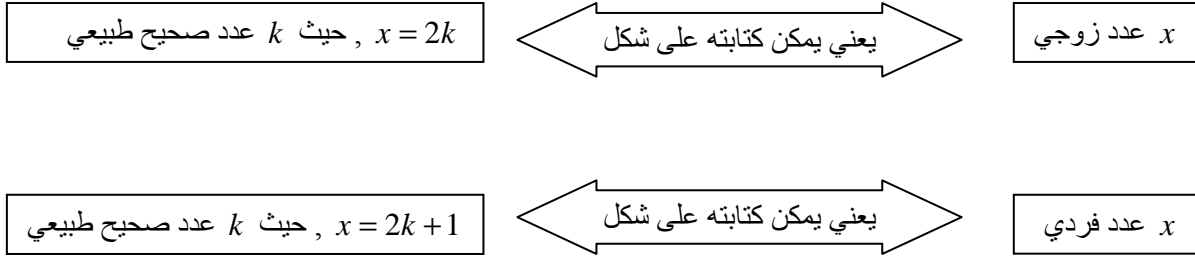 x عدد زوجي
يعني يمكن كتابته على شكل
x = 2k , حيث k عدد صحيح طبيعي
x عدد فردي
يعني يمكن كتابته على شكل
x = 2k + 1 , حيث k عدد صحيح طبيعي